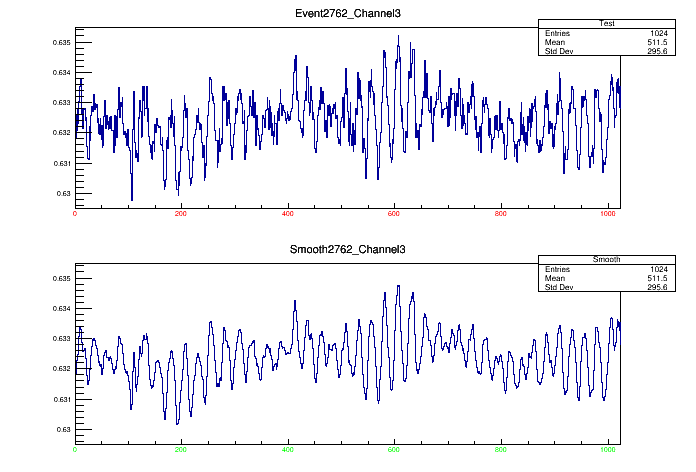 Event2762_Channel3
Test
Entries 1024
Mean 511.5
Std Dev 295.6
0.635
0.634
0.633
0.632
0.631
0.63
0 200 400 600 800 1000
Smooth2762_Channel3
Smooth
Entries 1024
Mean 511.5
Std Dev 295.6
0.635
0.634
0.633
0.632
0.631
0.63
0 200 400 600 800 1000